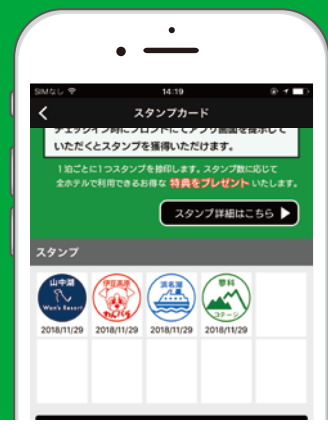 SIMなし 14:19
スタンプカード
チェックイン時にフロントにてアプリ画面を提示して
いただくとスタンプを獲得いただけます。
1泊ごとに1つスタンプを捺印します。スタンプ数に応じて
全ホテルで利用できるお得な 特典をプレゼント いたします。
スタンプ詳細はこちら ▶
スタンプ
山中湖
Wan's Resort
伊豆高原
わんパラ
浜名湖
蓼科
コテージ
2018/11/29 2018/11/29 2018/11/29 2018/11/29